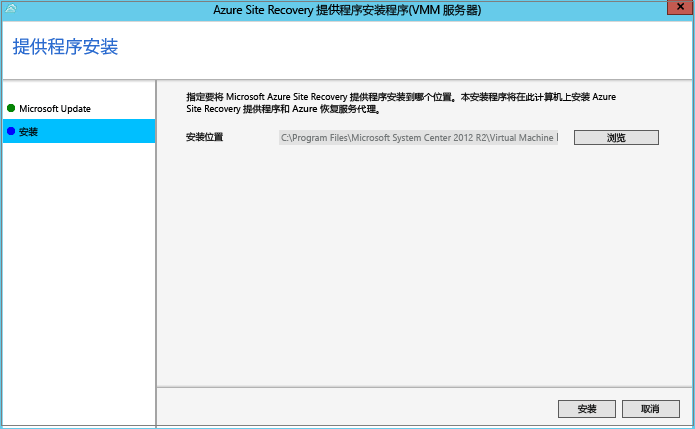 Azure Site Recovery 提供程序安装程序(VMM 服务器)
提供程序安装
Microsoft Update
安装
指定要将 Microsoft Azure Site Recovery 提供程序安装到哪个位置。本安装程序将在此计算机上安装 Azure
Site Recovery 提供程序和 Azure 恢复服务代理。
安装位置
C:\Program Files\Microsoft System Center 2012 R2\Virtual Machine
浏览
安装
取消